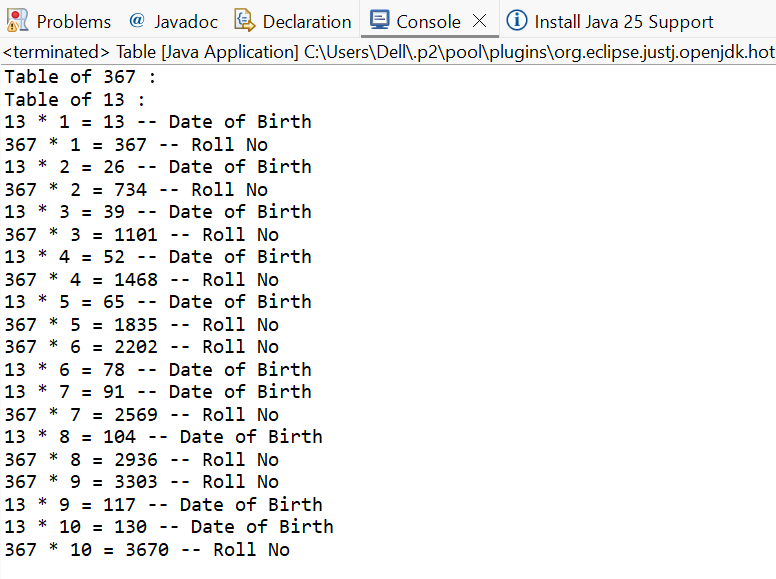 Problems @ Javadoc Declaration Console Install Java 25 Support
<terminated> Table [Java Application] C:\Users\Dell\.p2\pool\plugins\org.eclipse.justj.openjdk.hot
Table of 367 :
Table of 13 :
13 * 1 = 13 -- Date of Birth
367 * 1 = 367 -- Roll No
13 * 2 = 26 -- Date of Birth
367 * 2 = 734 -- Roll No
13 * 3 = 39 -- Date of Birth
367 * 3 = 1101 -- Roll No
13 * 4 = 52 -- Date of Birth
367 * 4 = 1468 -- Roll No
13 * 5 = 65 -- Date of Birth
367 * 5 = 1835 -- Roll No
367 * 6 = 2202 -- Roll No
13 * 6 = 78 -- Date of Birth
13 * 7 = 91 -- Date of Birth
367 * 7 = 2569 -- Roll No
13 * 8 = 104 -- Date of Birth
367 * 8 = 2936 -- Roll No
367 * 9 = 3303 -- Roll No
13 * 9 = 117 -- Date of Birth
13 * 10 = 130 -- Date of Birth
367 * 10 = 3670 -- Roll No